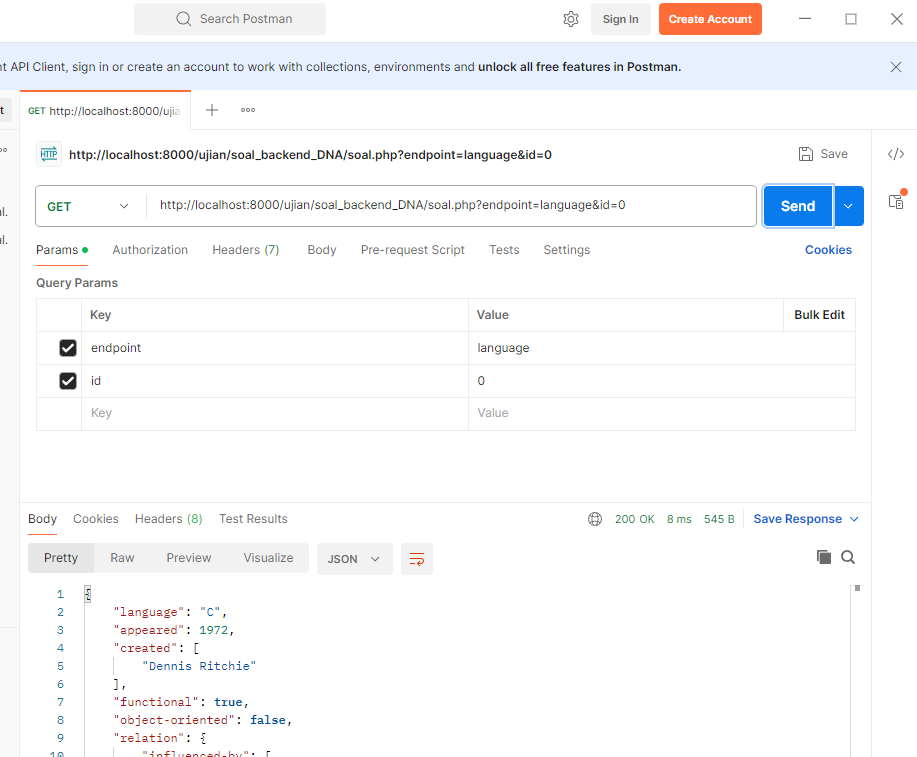 Search Postman
Sign In
Create Account
nt API Client, sign in or create an account to work with collections, environments and unlock all free features in Postman.
GET http://localhost:8000/ujia
HTTP http://localhost:8000/ujian/soal_backend_DNA/soal.php?endpoint=language&id=0
Save
GET http://localhost:8000/ujian/soal_backend_DNA/soal.php?endpoint=language&id=0
Send
Params Authorization Headers (7) Body Pre-request Script Tests Settings Cookies
Query Params
Key Value Bulk Edit
endpoint language
id 0
Key Value
Body Cookies Headers (8) Test Results 200 OK 8 ms 545 B Save Response
Pretty Raw Preview Visualize JSON
1 {
2 "language": "C",
3 "appeared": 1972,
4 "created": [
5 "Dennis Ritchie"
6 ],
7 "functional": true,
8 "object-oriented": false,
9 "relation": {
10 "influenced-by": [